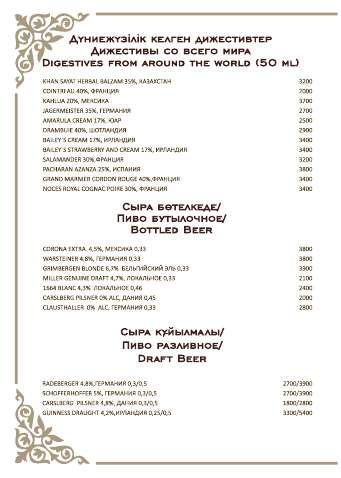 Дүниежүзілік келген дижестивтер
Дижестивы со всего мира
Digestives from around the world (50 ml)
KHAN SAYAT HERBAL BALZAM 35%, КАЗАХСТАН 3200
COINTREAU 40%, ФРАНЦИЯ 2000
KAHLUA 20%, МЕКСИКА 3700
JAGERMEISTER 35%, ГЕРМАНИЯ 2700
AMARULA CREAM 17%, ЮАР 2500
DRAMBUIE 40%, ШОТЛАНДИЯ 2900
BAILEY`S CREAM 17%, ИРЛАНДИЯ 3400
BAILEY`S STRAWBERRY AND CREAM 17%, ИРЛАНДИЯ 3400
SALAMANDER 30%,ФРАНЦИЯ 3200
PACHARAN AZANZA 25%, ИСПАНИЯ 3800
GRAND MARNIER CORDON ROUGE 40%,ФРАНЦИЯ 3400
NOCES ROYAL COGNAC POIRE 30%, ФРАНЦИЯ 3400
Сыра бөтелкеде/
Пиво бутылочное/
Bottled Beer
CORONA EXTRA 4,5%, МЕКСИКА 0,33 3800
WARSTEINER 4,8%, ГЕРМАНИЯ 0,33 3800
GRIMBERGEN BLONDE 6,7% БЕЛЬГИЙСКИЙ ЭЛЬ 0,33 3900
MILLER GENUINE DRAFT 4,7%, ЛОКАЛЬНОЕ 0,33 2100
1664 BLANC 4,3% ЛОКАЛЬНОЕ 0,46 2400
CARSLBERG PILSNER 0% ALC, ДАНИЯ 0,45 2000
CLAUSTHALLER 0% ALC, ГЕРМАНИЯ 0,33 2800
Сыра құйылмалы/
Пиво разливное/
Draft Beer
RADEBERGER 4,8%,ГЕРМАНИЯ 0,3/0,5 2700/3900
SCHOFFERHOFFER 5%, ГЕРМАНИЯ 0,3/0,5 2700/3900
CARSLBERG PILSNER 4,8%, ДАНИЯ 0,3/0,5 1800/2800
GUINNESS DRAUGHT 4,2%,ИРЛАНДИЯ 0,25/0,5 3300/5400